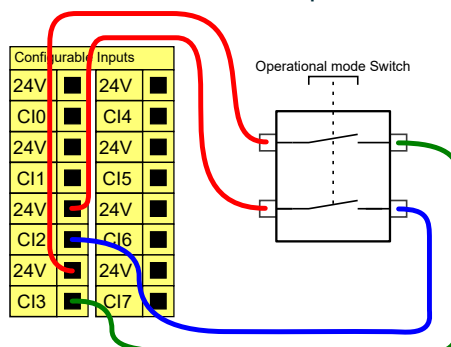 Configurable Inputs
Operational mode Switch
24V 24V
CI0 CI4
24V 24V
CI1 CI5
24V 24V
CI2 CI6
24V 24V
CI3 CI7